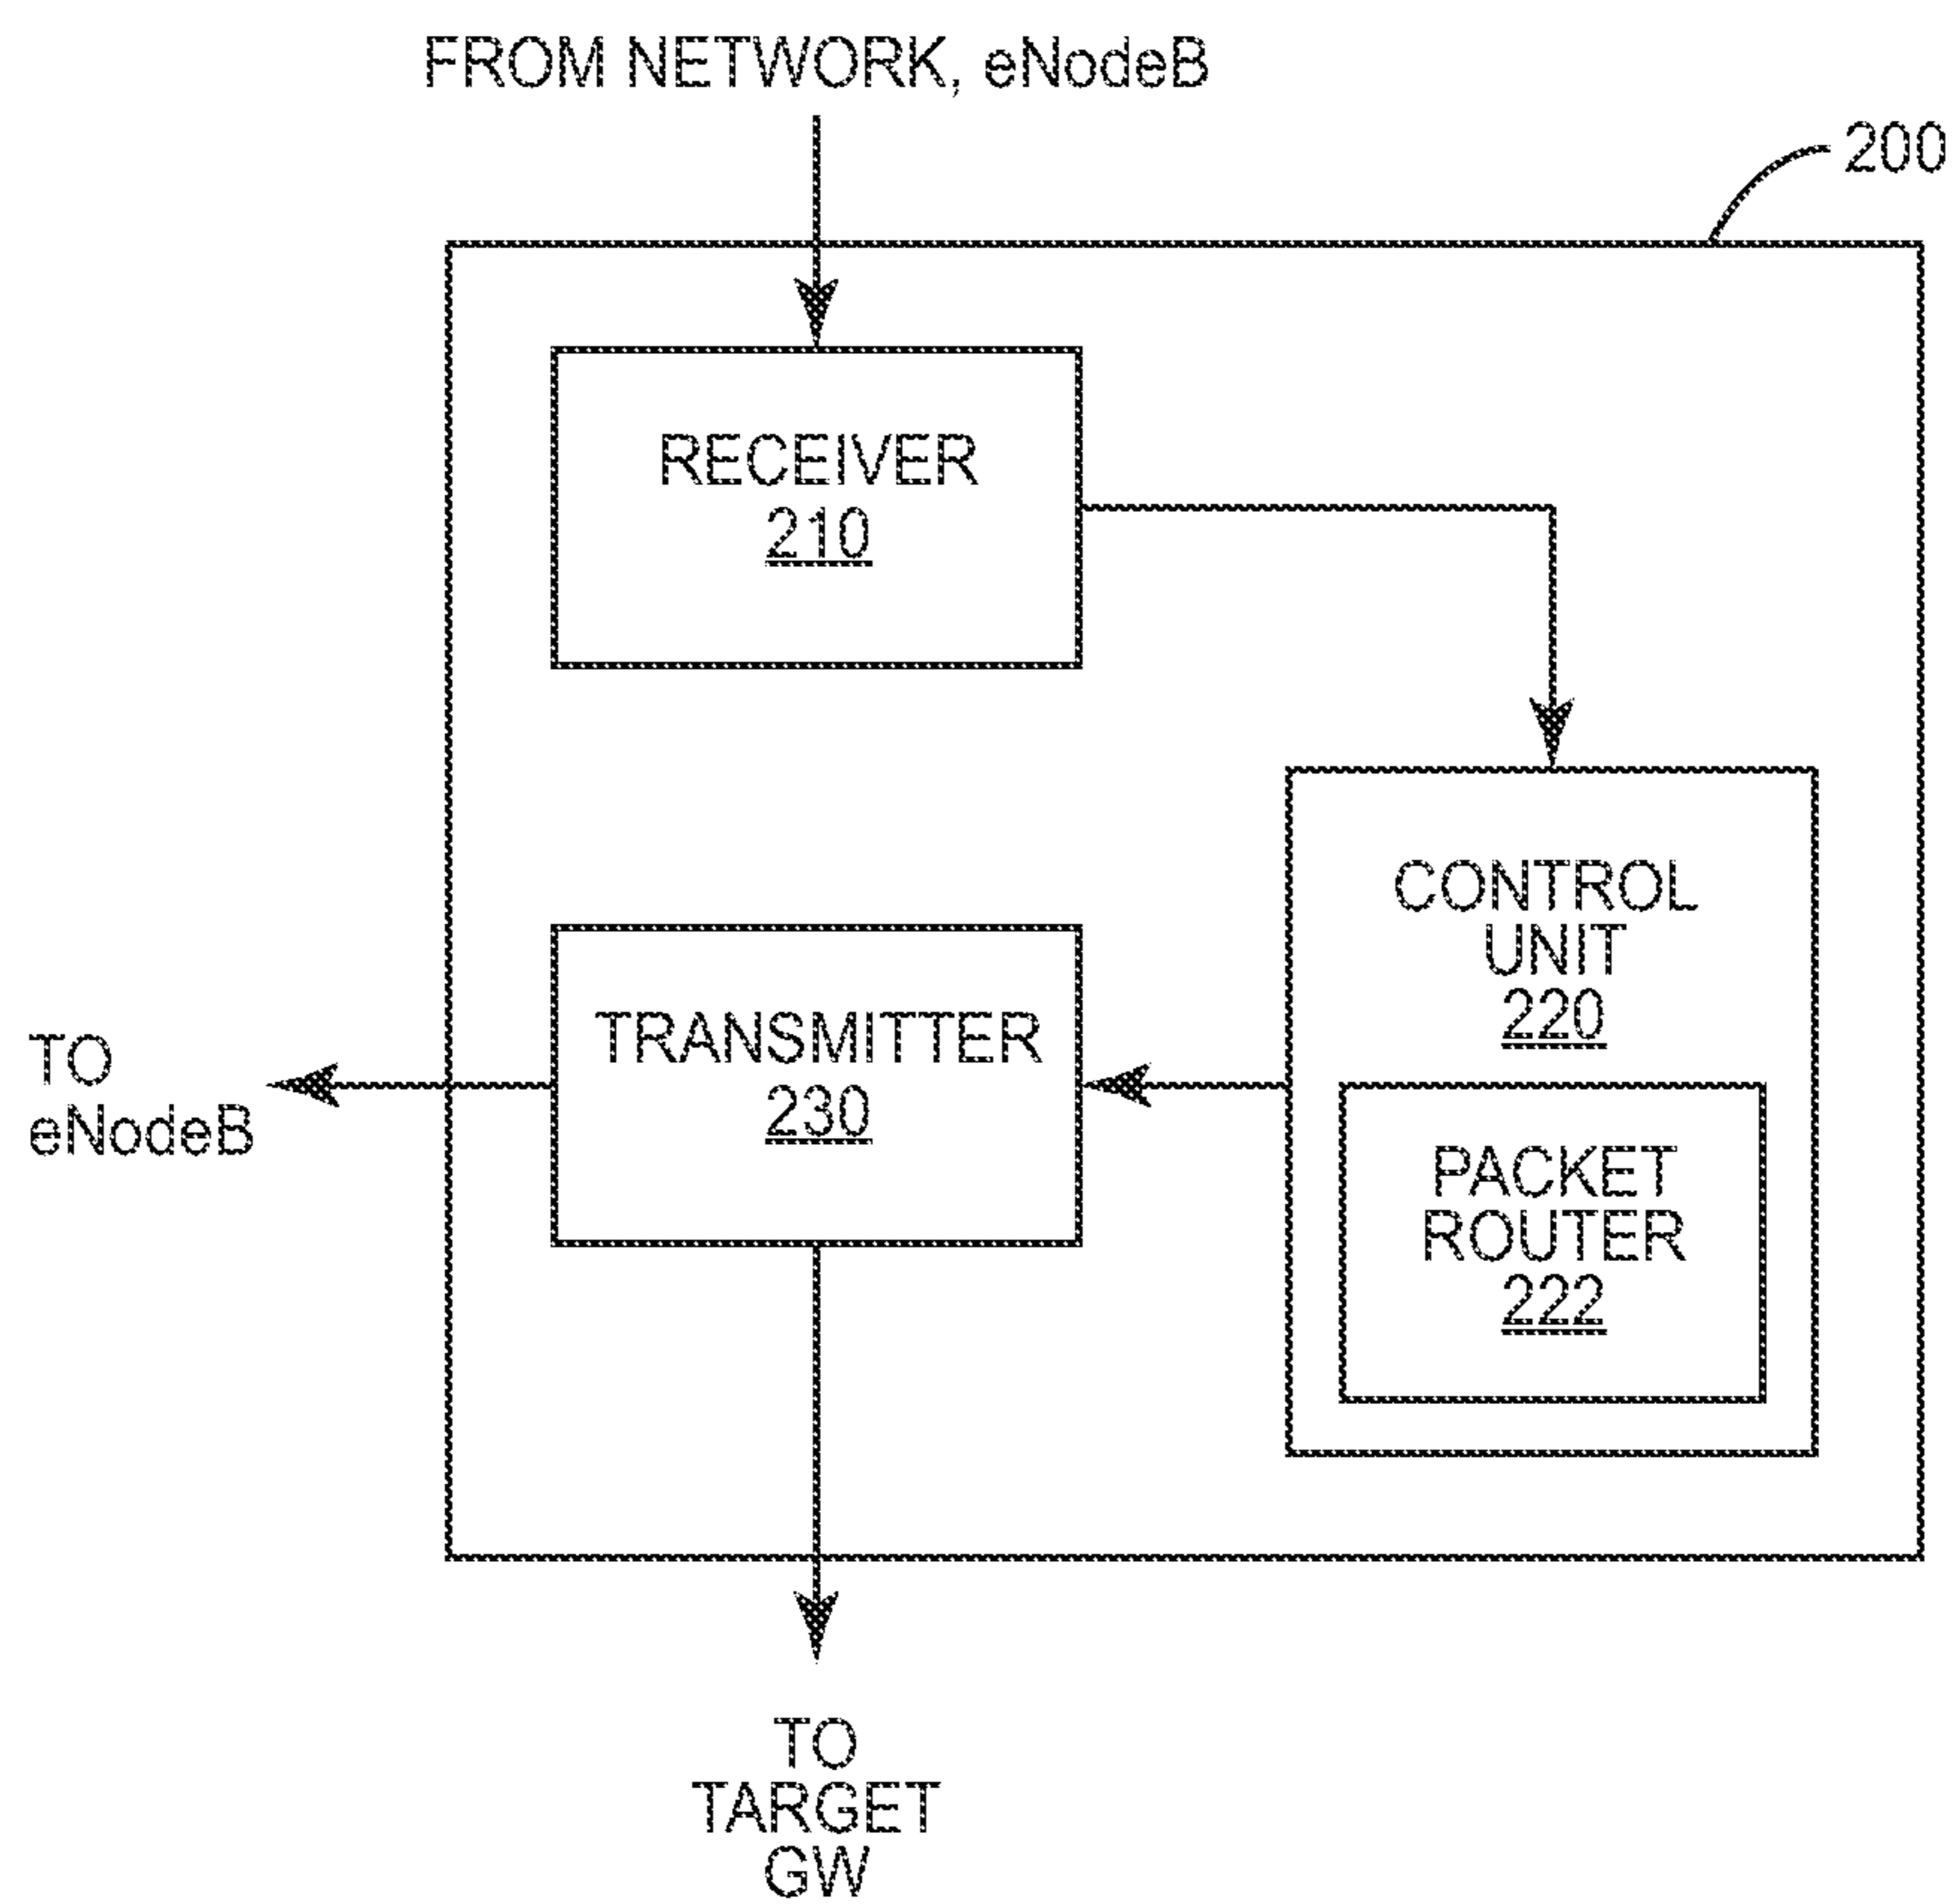 FROM NETWORK, eNodeB
200
RECEIVER
210
CONTROL
UNIT
220
TRANSMITTER
230
TO
eNodeB
PACKET
ROUTER
222
TO
TARGET
GW